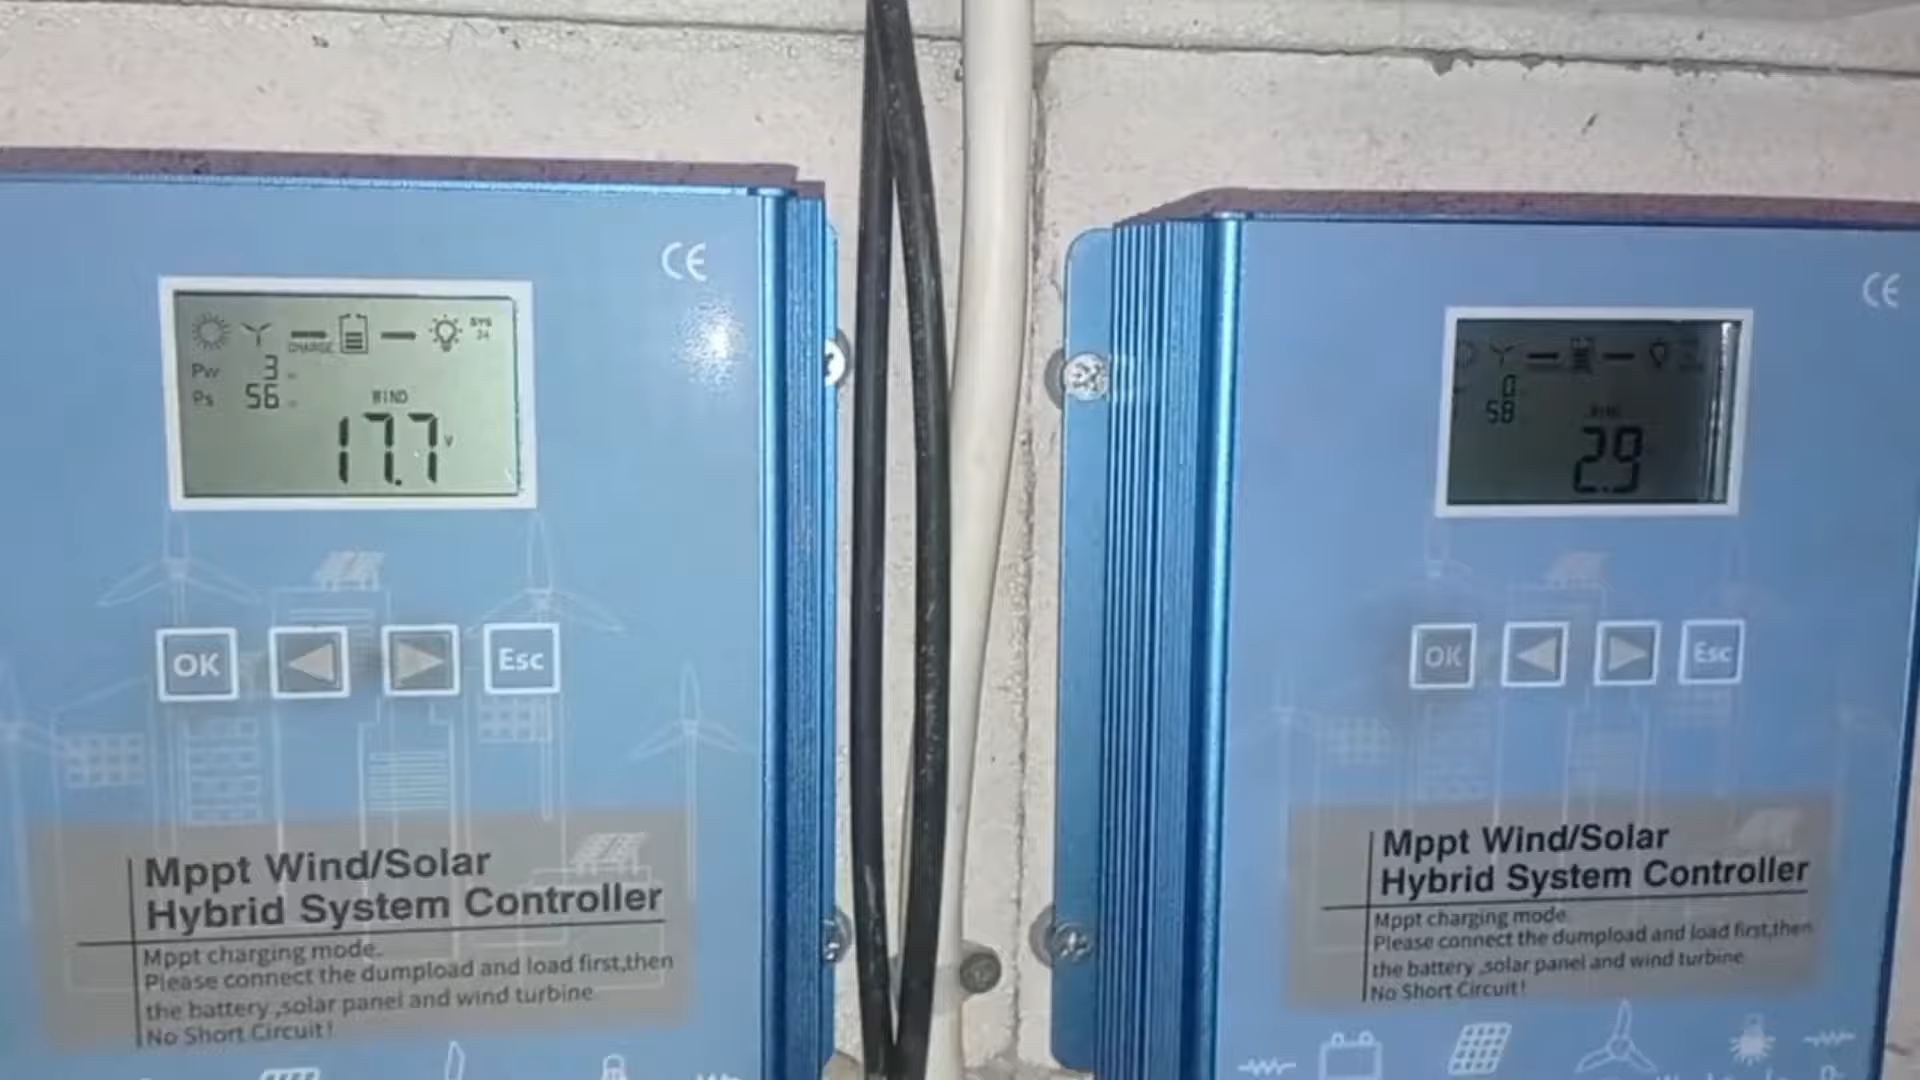 CE
CHARGE
SYS
24
Pw 3
Ps 56
WIND
17.7 V
OK
Esc
Mppt Wind/Solar
Hybrid System Controller
Mppt charging mode.
Please connect the dumpload and load first,then
the battery ,solar panel and wind turbine
No Short Circuit!
CE
0
58
2.9
OK
Esc
Mppt Wind/Solar
Hybrid System Controller
Mppt charging mode
Please connect the dumpload and load first,then
the battery ,solar panel and wind turbine
No Short Circuit!